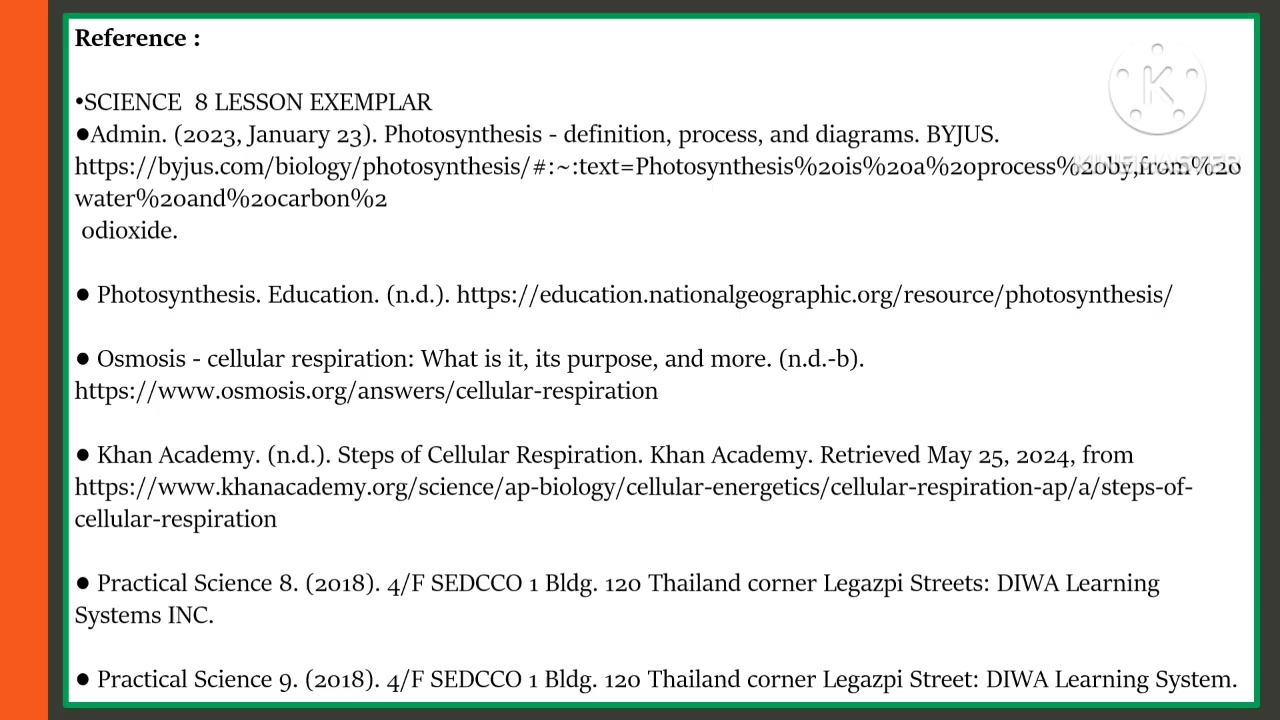 Reference :
•SCIENCE  8 LESSON EXEMPLAR
●Admin. (2023, January 23). Photosynthesis - definition, process, and diagrams. BYJUS.
https://byjus.com/biology/photosynthesis/#:~:text=Photosynthesis%20is%20a%20process%20by,from%20
water%20and%20carbon%2
odioxide.
● Photosynthesis. Education. (n.d.). https://education.nationalgeographic.org/resource/photosynthesis/
● Osmosis - cellular respiration: What is it, its purpose, and more. (n.d.-b).
https://www.osmosis.org/answers/cellular-respiration
● Khan Academy. (n.d.). Steps of Cellular Respiration. Khan Academy. Retrieved May 25, 2024, from
https://www.khanacademy.org/science/ap-biology/cellular-energetics/cellular-respiration-ap/a/steps-of-
cellular-respiration
● Practical Science 8. (2018). 4/F SEDCCO 1 Bldg. 120 Thailand corner Legazpi Streets: DIWA Learning
Systems INC.
● Practical Science 9. (2018). 4/F SEDCCO 1 Bldg. 120 Thailand corner Legazpi Street: DIWA Learning System.
K
KINEMASTER